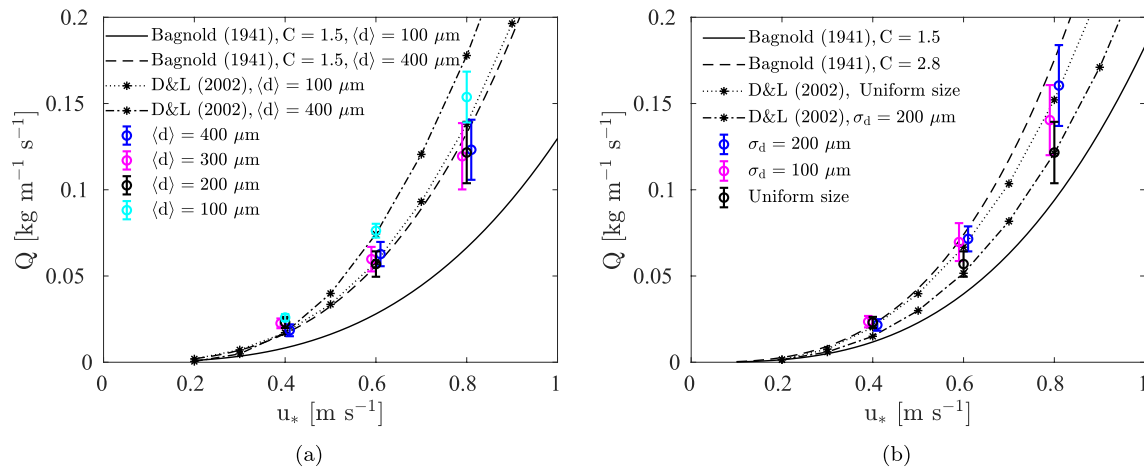 0.2
0.15
0.1
0.05
0
Q [kg m⁻¹ s⁻¹]
Bagnold (1941), C = 1.5, ⟨d⟩ = 100 μm
Bagnold (1941), C = 1.5, ⟨d⟩ = 400 μm
D&L (2002), ⟨d⟩ = 100 μm
D&L (2002), ⟨d⟩ = 400 μm
⟨d⟩ = 400 μm
⟨d⟩ = 300 μm
⟨d⟩ = 200 μm
⟨d⟩ = 100 μm
0 0.2 0.4 0.6 0.8 1
u* [m s⁻¹]
(a)
0.2
0.15
0.1
0.05
0
Q [kg m⁻¹ s⁻¹]
Bagnold (1941), C = 1.5
Bagnold (1941), C = 2.8
D&L (2002), Uniform size
D&L (2002), σd = 200 μm
σd = 200 μm
σd = 100 μm
Uniform size
0 0.2 0.4 0.6 0.8 1
u* [m s⁻¹]
(b)